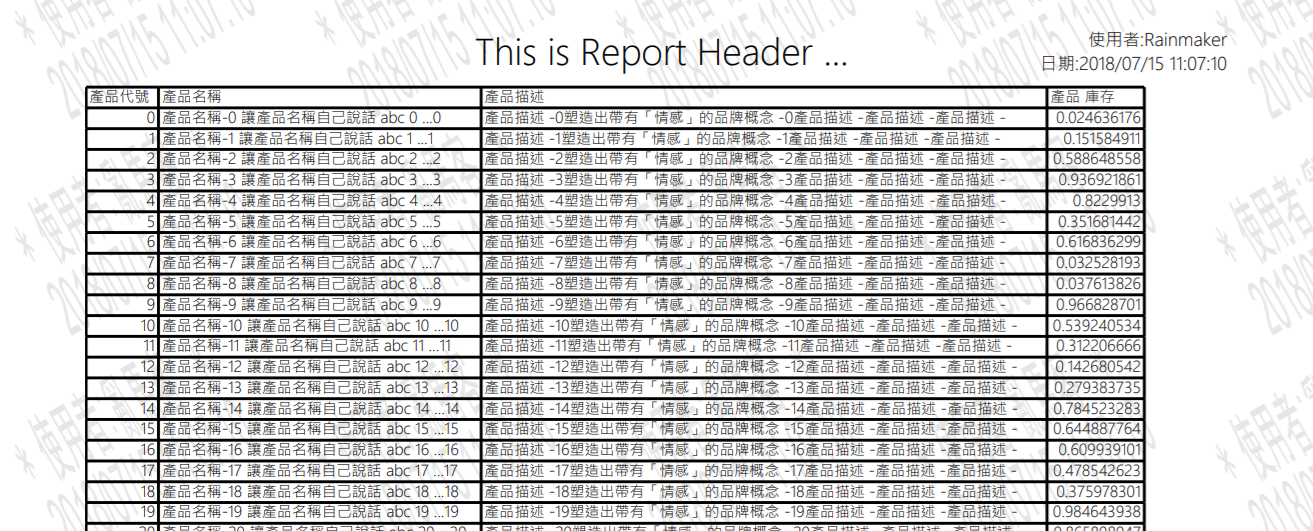 This is Report Header ...
使用者:Rainmaker
日期:2018/07/15 11:07:10
產品代號 產品名稱 產品描述 產品 庫存
0 產品名稱-0 讓產品名稱自己說話 abc 0 ...0 產品描述 -0塑造出帶有「情感」的品牌概念 -0產品描述 -產品描述 -產品描述 - 0.024636176
1 產品名稱-1 讓產品名稱自己說話 abc 1 ...1 產品描述 -1塑造出帶有「情感」的品牌概念 -1產品描述 -產品描述 -產品描述 - 0.151584911
2 產品名稱-2 讓產品名稱自己說話 abc 2 ...2 產品描述 -2塑造出帶有「情感」的品牌概念 -2產品描述 -產品描述 -產品描述 - 0.588648558
3 產品名稱-3 讓產品名稱自己說話 abc 3 ...3 產品描述 -3塑造出帶有「情感」的品牌概念 -3產品描述 -產品描述 -產品描述 - 0.936921861
4 產品名稱-4 讓產品名稱自己說話 abc 4 ...4 產品描述 -4塑造出帶有「情感」的品牌概念 -4產品描述 -產品描述 -產品描述 - 0.8229913
5 產品名稱-5 讓產品名稱自己說話 abc 5 ...5 產品描述 -5塑造出帶有「情感」的品牌概念 -5產品描述 -產品描述 -產品描述 - 0.351681442
6 產品名稱-6 讓產品名稱自己說話 abc 6 ...6 產品描述 -6塑造出帶有「情感」的品牌概念 -6產品描述 -產品描述 -產品描述 - 0.616836299
7 產品名稱-7 讓產品名稱自己說話 abc 7 ...7 產品描述 -7塑造出帶有「情感」的品牌概念 -7產品描述 -產品描述 -產品描述 - 0.032528193
8 產品名稱-8 讓產品名稱自己說話 abc 8 ...8 產品描述 -8塑造出帶有「情感」的品牌概念 -8產品描述 -產品描述 -產品描述 - 0.037613826
9 產品名稱-9 讓產品名稱自己說話 abc 9 ...9 產品描述 -9塑造出帶有「情感」的品牌概念 -9產品描述 -產品描述 -產品描述 - 0.966828701
10 產品名稱-10 讓產品名稱自己說話 abc 10 ...10 產品描述 -10塑造出帶有「情感」的品牌概念 -10產品描述 -產品描述 -產品描述 - 0.539240534
11 產品名稱-11 讓產品名稱自己說話 abc 11 ...11 產品描述 -11塑造出帶有「情感」的品牌概念 -11產品描述 -產品描述 -產品描述 - 0.312206666
12 產品名稱-12 讓產品名稱自己說話 abc 12 ...12 產品描述 -12塑造出帶有「情感」的品牌概念 -12產品描述 -產品描述 -產品描述 - 0.142680542
13 產品名稱-13 讓產品名稱自己說話 abc 13 ...13 產品描述 -13塑造出帶有「情感」的品牌概念 -13產品描述 -產品描述 -產品描述 - 0.279383735
14 產品名稱-14 讓產品名稱自己說話 abc 14 ...14 產品描述 -14塑造出帶有「情感」的品牌概念 -14產品描述 -產品描述 -產品描述 - 0.784523283
15 產品名稱-15 讓產品名稱自己說話 abc 15 ...15 產品描述 -15塑造出帶有「情感」的品牌概念 -15產品描述 -產品描述 -產品描述 - 0.644887764
16 產品名稱-16 讓產品名稱自己說話 abc 16 ...16 產品描述 -16塑造出帶有「情感」的品牌概念 -16產品描述 -產品描述 -產品描述 - 0.609939101
17 產品名稱-17 讓產品名稱自己說話 abc 17 ...17 產品描述 -17塑造出帶有「情感」的品牌概念 -17產品描述 -產品描述 -產品描述 - 0.478542623
18 產品名稱-18 讓產品名稱自己說話 abc 18 ...18 產品描述 -18塑造出帶有「情感」的品牌概念 -18產品描述 -產品描述 -產品描述 - 0.375978301
19 產品名稱-19 讓產品名稱自己說話 abc 19 ...19 產品描述 -19塑造出帶有「情感」的品牌概念 -19產品描述 -產品描述 -產品描述 - 0.984643938